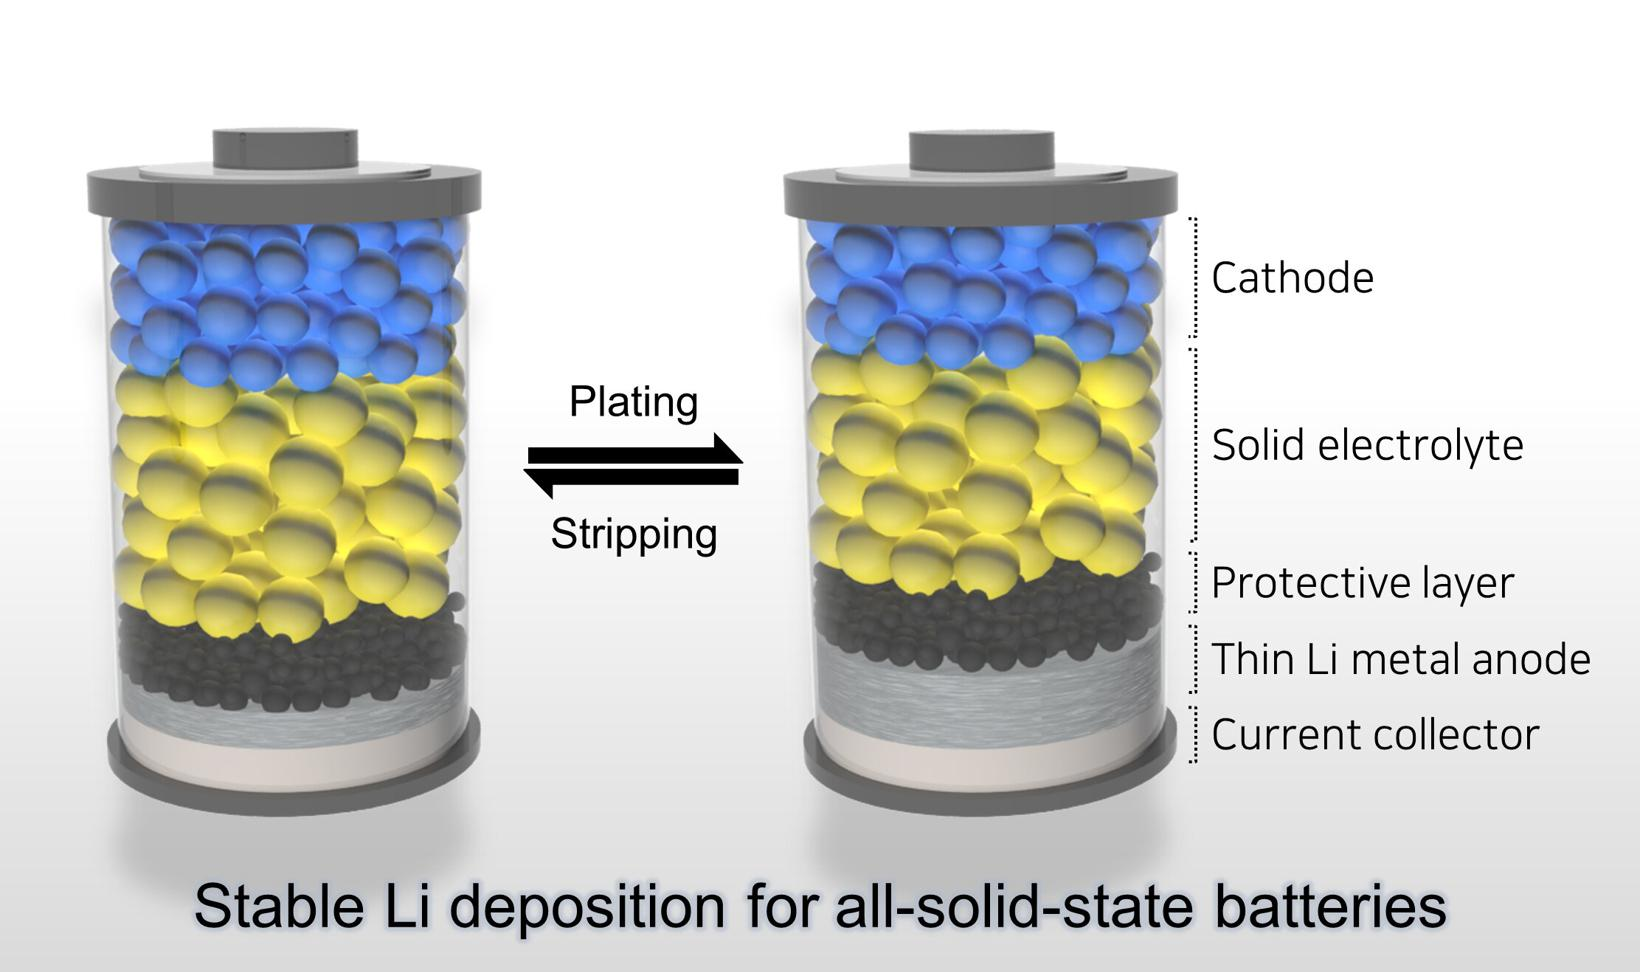 Cathode
Plating
Solid electrolyte
Stripping
Protective layer
Thin Li metal anode
Current collector
Stable Li deposition for all-solid-state batteries